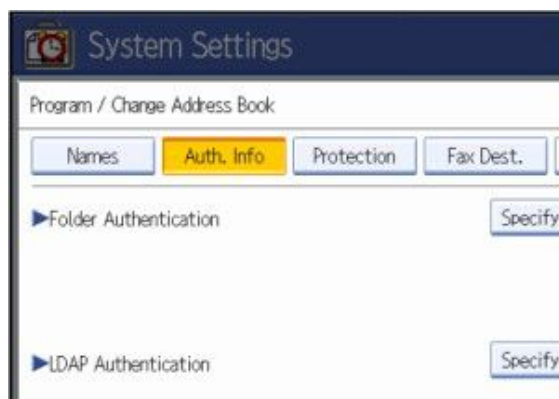 System Settings
Program / Change Address Book
Names Auth. Info Protection Fax Dest.
▶Folder Authentication Specify
▶LDAP Authentication Specify